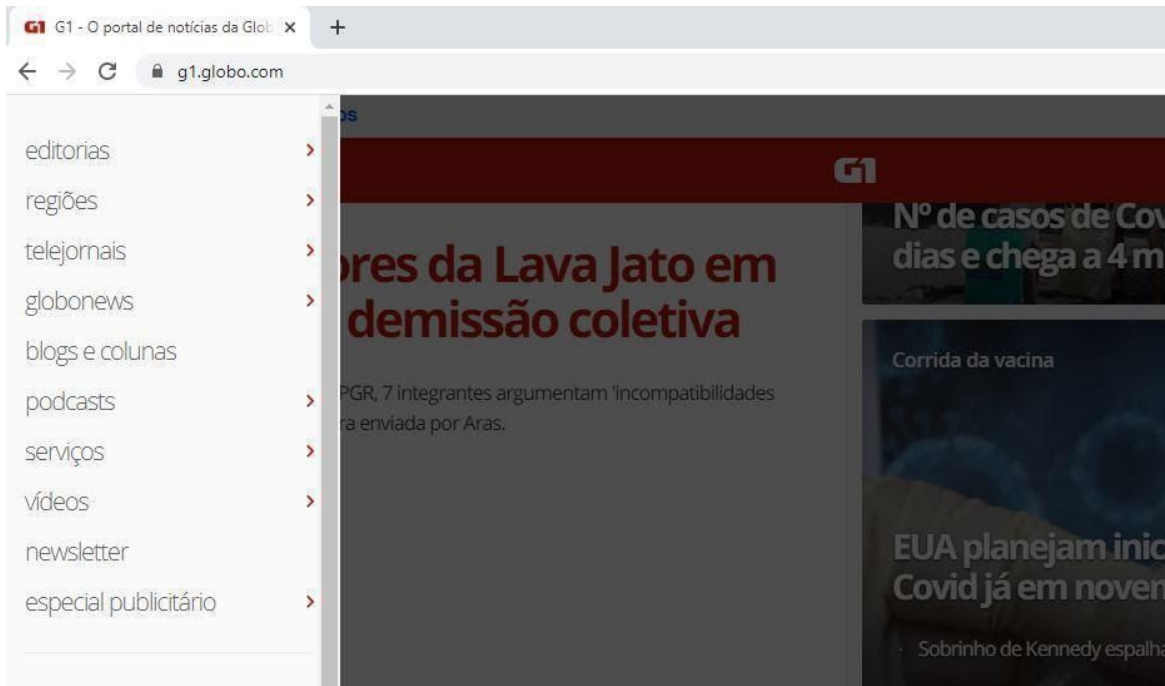 G1 G1 - O portal de notícias da Glob
g1.globo.com
editorias
regiões
telejornais
globonews
blogs e colunas
podcasts
serviços
vídeos
newsletter
especial publicitário
os
G1
ores da Lava Jato em
demissão coletiva
PGR, 7 integrantes argumentam 'incompatibilidades
ra enviada por Aras.
Nº de casos de Cov
dias e chega a 4 m
Corrida da vacina
EUA planejam inic
Covid já em noven
· Sobrinho de Kennedy espalha